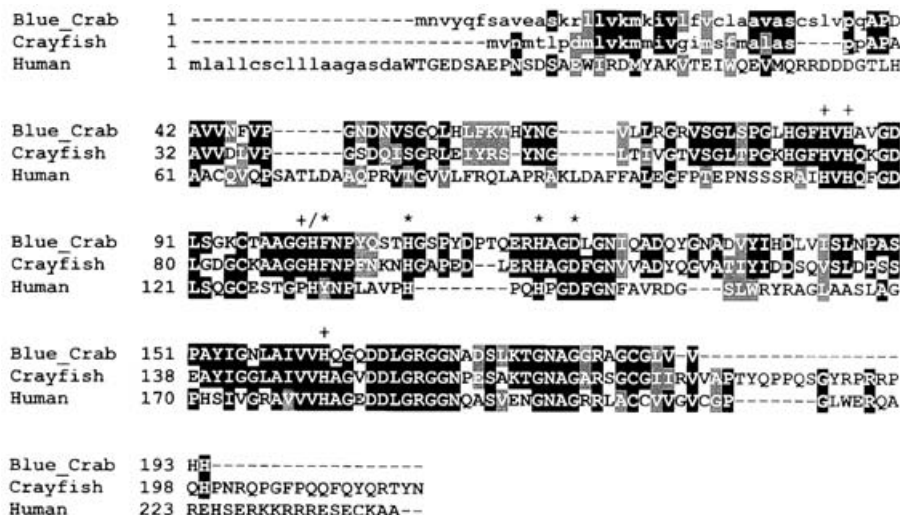 Blue_Crab 1 -----------------------mnvyqfsaveaskrllvkmkivlfvclaavascslvpqAPD
Crayfish 1 ------------------------------mvnmtlpdmlvkmmivgimsfmalas----ppAPA
Human 1 mlallcsclllaagasdaWTGEDSAEPNSDSAEWIRDMYAKVTEIWQEVMQRRDDDGTLH
+ +
Blue_Crab 42 AVVNFVP------GNDNVSGQLHLFKTHYNG-----VLLRGRVSGLSPGLHGFHVHAVGD
Crayfish 32 AVVDLVP------GSDQISGRLEIYRS-YNG-----LTIVGTVSGLTPGKHGFHVHQKGD
Human 61 AACQVQPSATLDAAQPRVTGVVLFRQLAPRAKLDAFFALEGFPTEPNSSSRAIHVHQFGD
+/* * * *
Blue_Crab 91 LSGKCTAAGGHFNPYQSTHGSPYDPTQERHAGDLGNIQADQYGNADVYIHDLVISLNPAS
Crayfish 80 LGDGCKAAGGHFNPFNKNHGAPED--LERHAGDFGNVVADYQGVATIYIDDSQVSLDPSS
Human 121 LSQGCESTGPHYNPLAVPH---------PQHPGDFGNFAVRDG---SLWRYRAGLAASLAG
+
Blue_Crab 151 PAYIGNLAIVVHQGQDDLGRGGNADSLKTGNAGGRAGCGLV-V-----------------
Crayfish 138 EAYIGGLAIVVHAGVDDLGRGGNPESAKTGNAGARSGCGIIRVVAPTYQPPQSGYRPRRP
Human 170 PHSIVGRAVVVHAGEDDLGRGGNQASVENGNAGRRLACCVVGVCGP-------GLWERQA
Blue_Crab 193 HH------------------
Crayfish 198 QHPNRQPGFPQQFQYQRTYN
Human 223 REHSERKKRRRESECKAA--